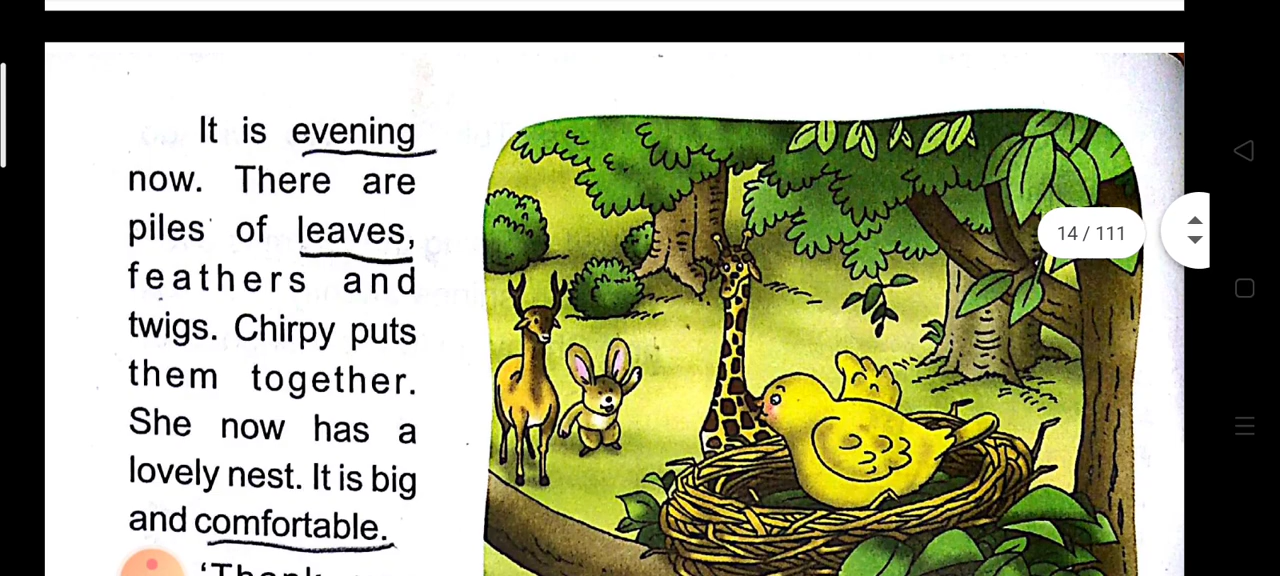 It is evening
now. There are
piles of leaves,
feathers and
twigs. Chirpy puts
them together.
She now has a
lovely nest. It is big
and comfortable.
14 / 111